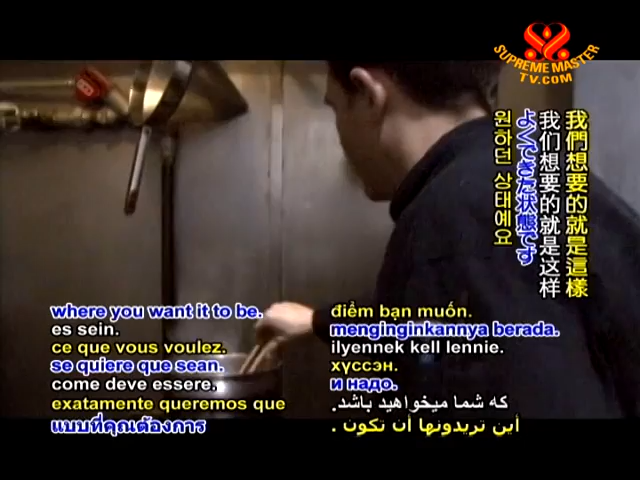 SUPREME MASTER
TV.COM
我們想要的就是這樣
我们想要的就是这样
よくできた状態です
원하던 상태예요
where you want it to be.
es sein.
ce que vous voulez.
se quiere que sean.
come deve essere.
exatamente queremos que
แบบที่คุณต้องการ
điểm bạn muốn.
menginginkannya berada.
ilyennek kell lennie.
хүссэн.
и надо.
که شما میخواهید باشد.
أين تريدونها أن تكون .